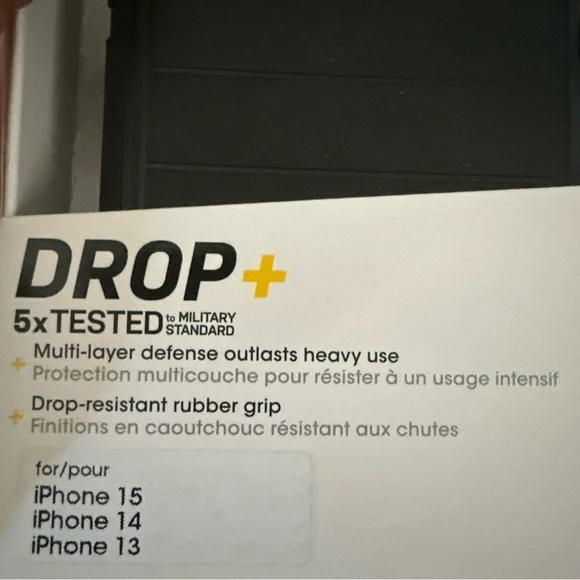 DROP+
5xTESTED to MILITARY STANDARD
+ Multi-layer defense outlasts heavy use
Protection multicouche pour résister à un usage intensif
+ Drop-resistant rubber grip
Finitions en caoutchouc résistant aux chutes
for/pour
iPhone 15
iPhone 14
iPhone 13